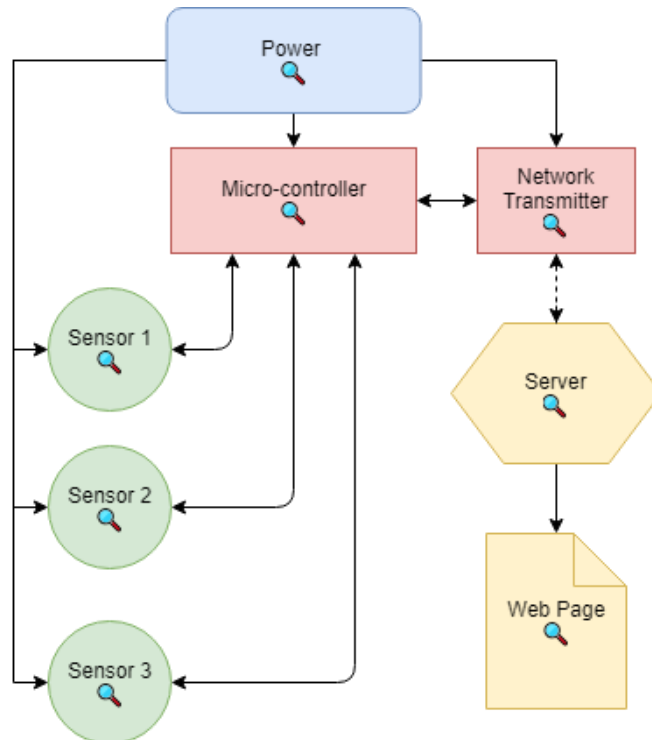 Power
Micro-controller
Network
Transmitter
Sensor 1
Server
Sensor 2
Web Page
Sensor 3